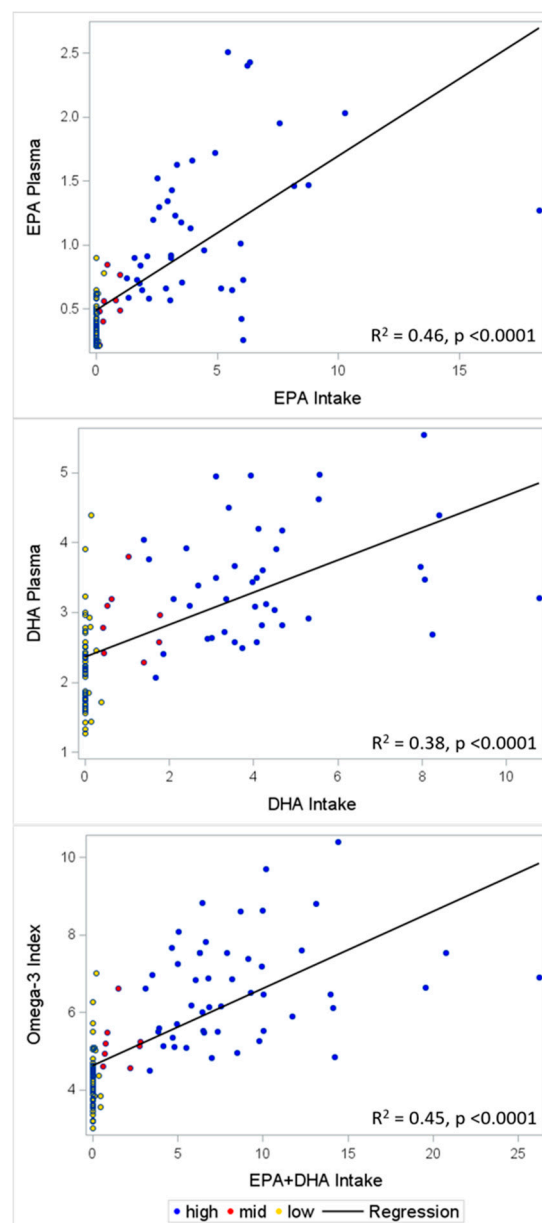 2.5
2.0
1.5
1.0
0.5
EPA Plasma
R² = 0.46, p <0.0001
0 5 10 15
EPA Intake
5
4
3
2
1
DHA Plasma
R² = 0.38, p <0.0001
0 2 4 6 8 10
DHA Intake
10
8
6
4
Omega-3 Index
R² = 0.45, p <0.0001
0 5 10 15 20 25
EPA+DHA Intake
high mid low Regression